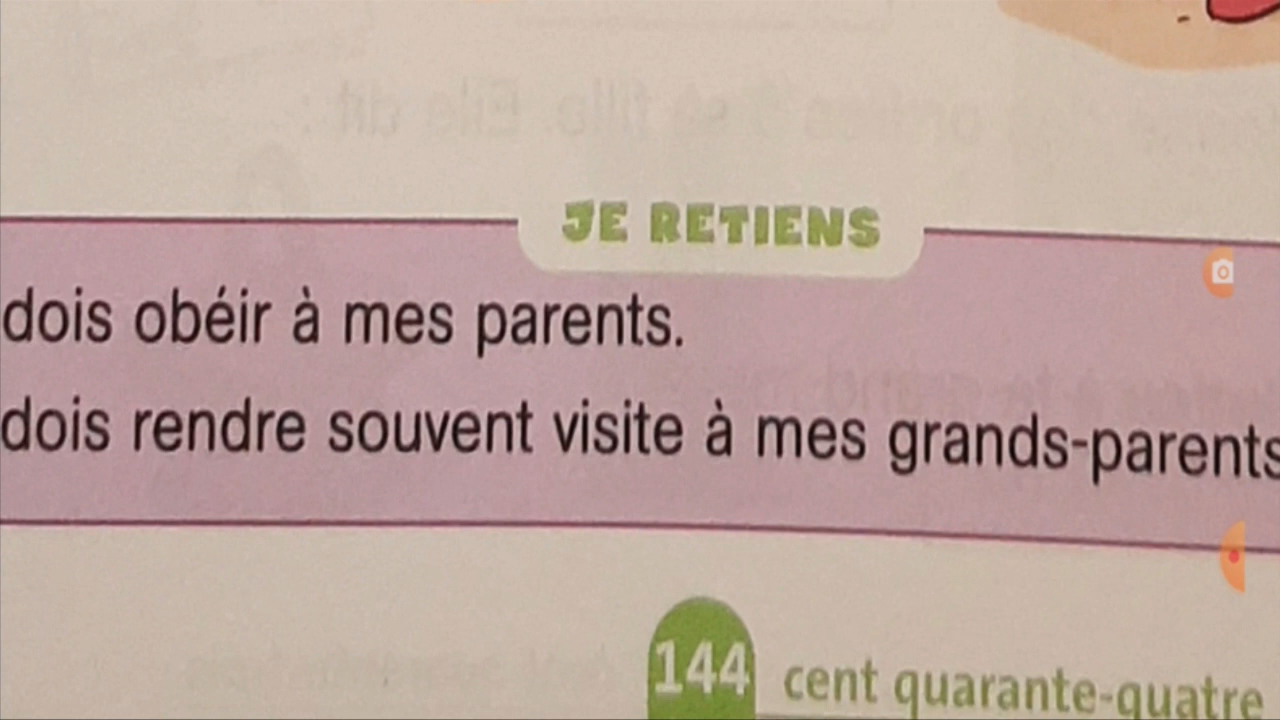 JE RETIENS
dois obéir à mes parents.
dois rendre souvent visite à mes grands-parents
144 cent quarante-quatre